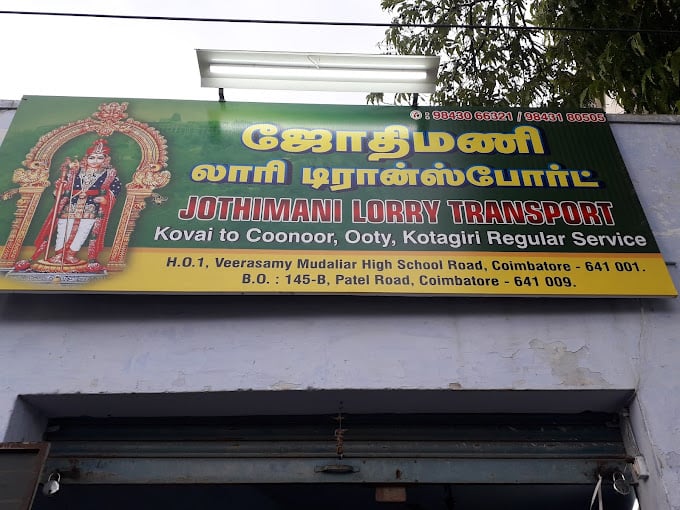 ✆ : 98430 66321 / 98431 80505
ஜோதிமணி
லாரி டிரான்ஸ்போர்ட்
JOTHIMANI LORRY TRANSPORT
Kovai to Coonoor, Ooty, Kotagiri Regular Service
H.O.1, Veerasamy Mudaliar High School Road, Coimbatore - 641 001.
B.O. : 145-B, Patel Road, Coimbatore - 641 009.